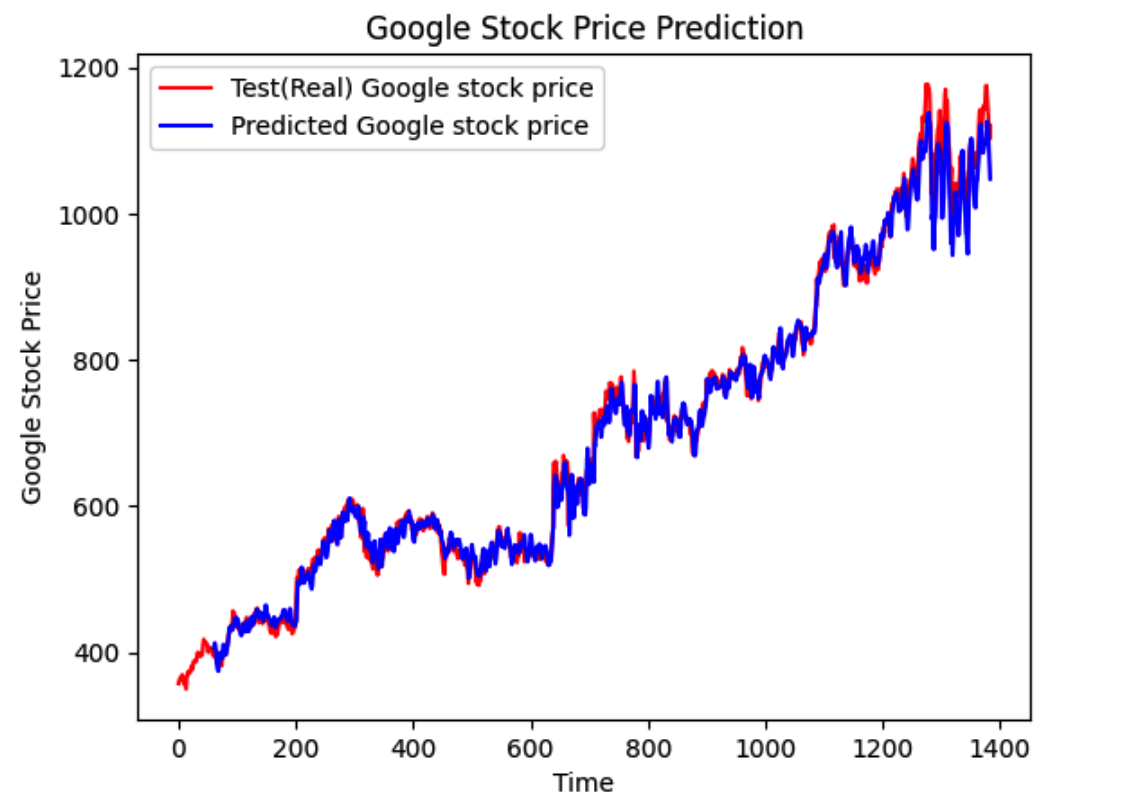 Google Stock Price Prediction
Test(Real) Google stock price
Predicted Google stock price
Google Stock Price
1200
1000
800
600
400
0 200 400 600 800 1000 1200 1400
Time